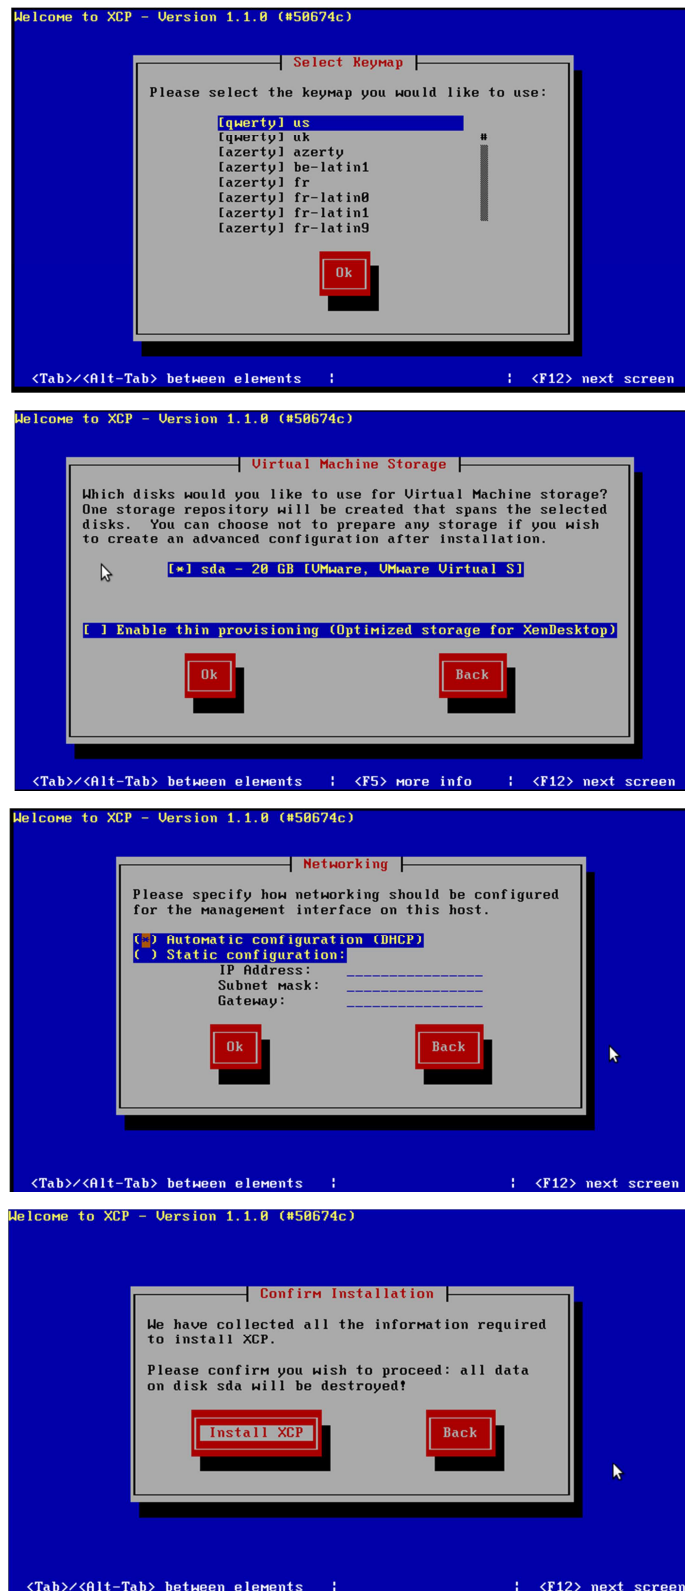 Welcome to XCP - Version 1.1.0 (#50674c)
Select Keymap
Please select the keymap you would like to use:
[qwerty] us
[qwerty] uk #
[azerty] azerty
[azerty] be-latin1
[azerty] fr
[azerty] fr-latin0
[azerty] fr-latin1
[azerty] fr-latin9
Ok
<Tab>/<Alt-Tab> between elements ¦ ¦ <F12> next screen
Welcome to XCP - Version 1.1.0 (#50674c)
Virtual Machine Storage
Which disks would you like to use for Virtual Machine storage?
One storage repository will be created that spans the selected
disks. You can choose not to prepare any storage if you wish
to create an advanced configuration after installation.
[*] sda - 20 GB [VMware, VMware Virtual S]
[ ] Enable thin provisioning (Optimized storage for XenDesktop)
Ok Back
<Tab>/<Alt-Tab> between elements ¦ <F5> more info ¦ <F12> next screen
Welcome to XCP - Version 1.1.0 (#50674c)
Networking
Please specify how networking should be configured
for the management interface on this host.
(*) Automatic configuration (DHCP)
( ) Static configuration:
IP Address: ________________
Subnet mask: ________________
Gateway: ________________
Ok Back
<Tab>/<Alt-Tab> between elements ¦ ¦ <F12> next screen
Welcome to XCP - Version 1.1.0 (#50674c)
Confirm Installation
We have collected all the information required
to install XCP.
Please confirm you wish to proceed: all data
on disk sda will be destroyed!
Install XCP Back
<Tab>/<Alt-Tab> between elements ¦ ¦ <F12> next screen